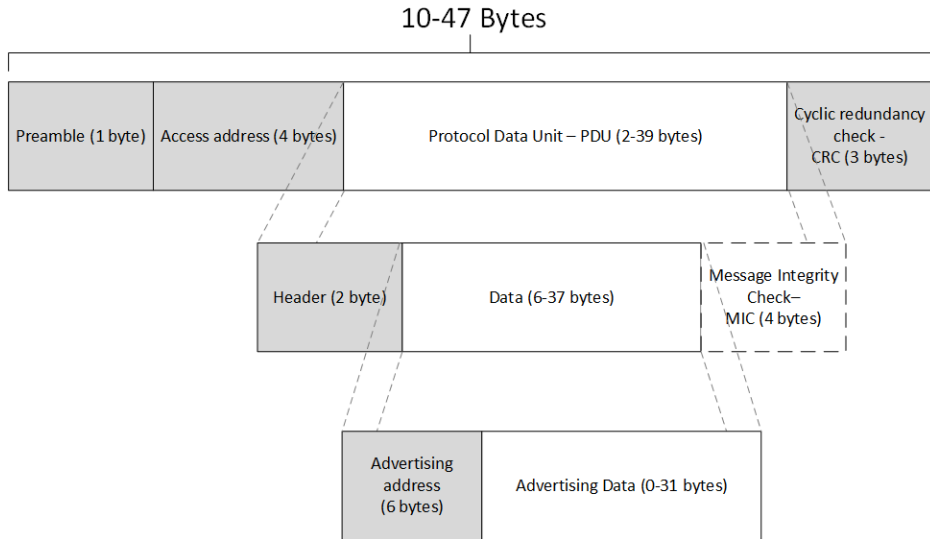 10-47 Bytes
Preamble (1 byte)
Access address (4 bytes)
Protocol Data Unit – PDU (2-39 bytes)
Cyclic redundancy
check -
CRC (3 bytes)
Header (2 byte)
Data (6-37 bytes)
Message Integrity
Check–
MIC (4 bytes)
Advertising
address
(6 bytes)
Advertising Data (0-31 bytes)